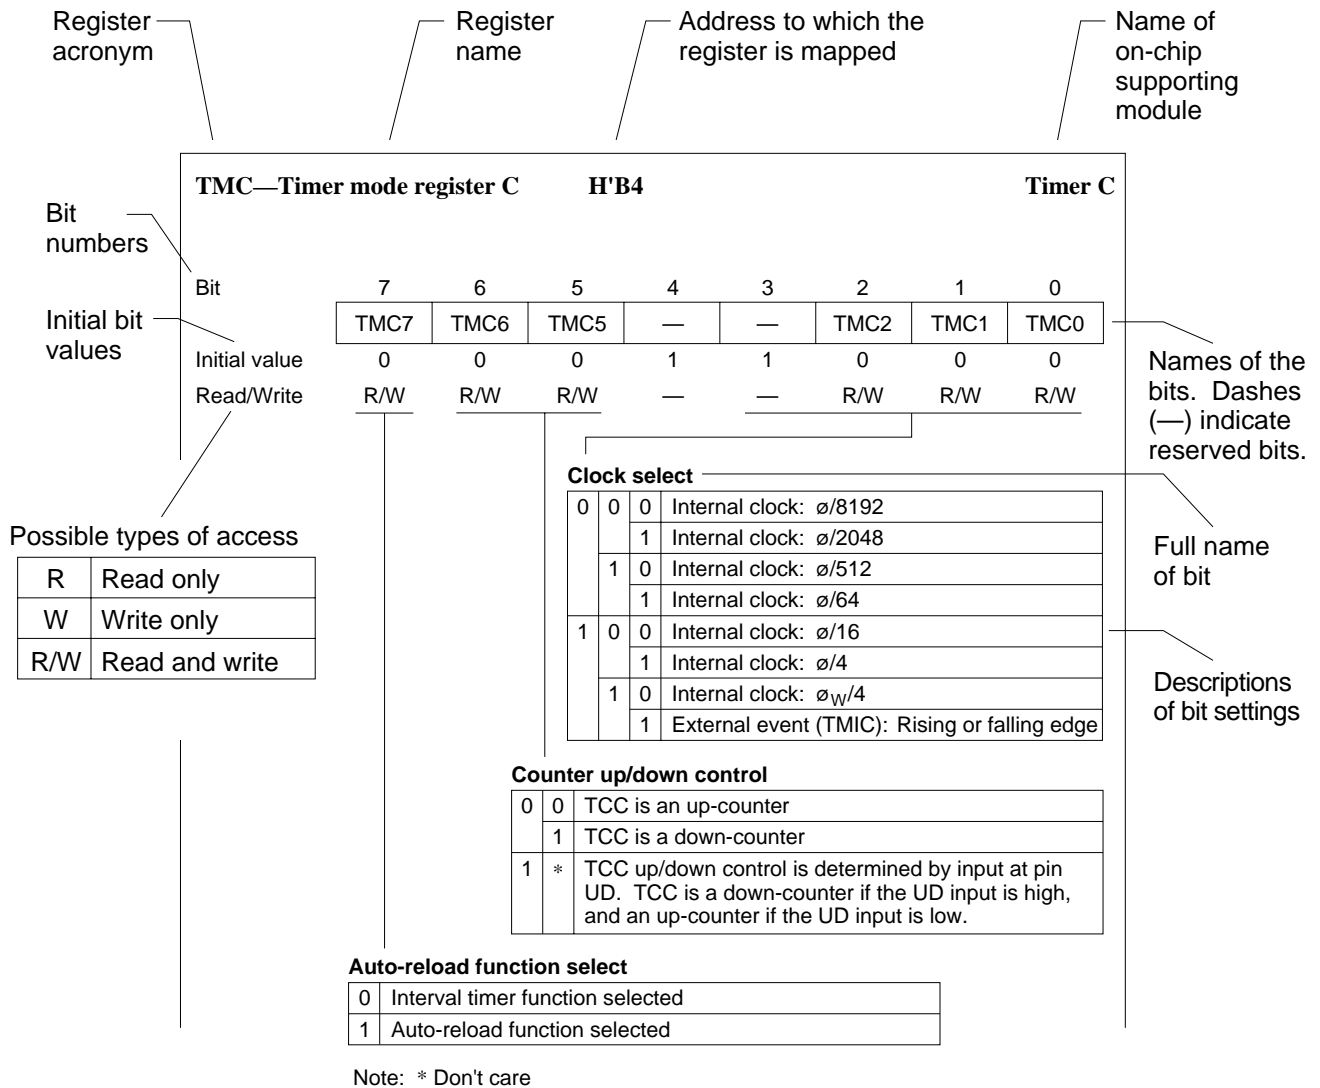 Register
acronym
Register
name
Address to which the
register is mapped
Name of
on-chip
supporting
module
TMC—Timer mode register C H'B4 Timer C
Bit
numbers
Bit 7 6 5 4 3 2 1 0
Initial bit
values
TMC7 TMC6 TMC5 — — TMC2 TMC1 TMC0
Initial value 0 0 0 1 1 0 0 0
Read/Write R/W R/W R/W — — R/W R/W R/W
Names of the
bits. Dashes
(—) indicate
reserved bits.
Possible types of access
R Read only
W Write only
R/W Read and write
Clock select
0 0 0 Internal clock: ø/8192
1 Internal clock: ø/2048
1 0 Internal clock: ø/512
1 Internal clock: ø/64
1 0 0 Internal clock: ø/16
1 Internal clock: ø/4
1 0 Internal clock: øW/4
1 External event (TMIC): Rising or falling edge
Full name
of bit
Descriptions
of bit settings
Counter up/down control
0 0 TCC is an up-counter
1 TCC is a down-counter
1 * TCC up/down control is determined by input at pin
UD. TCC is a down-counter if the UD input is high,
and an up-counter if the UD input is low.
Auto-reload function select
0 Interval timer function selected
1 Auto-reload function selected
Note: * Don't care